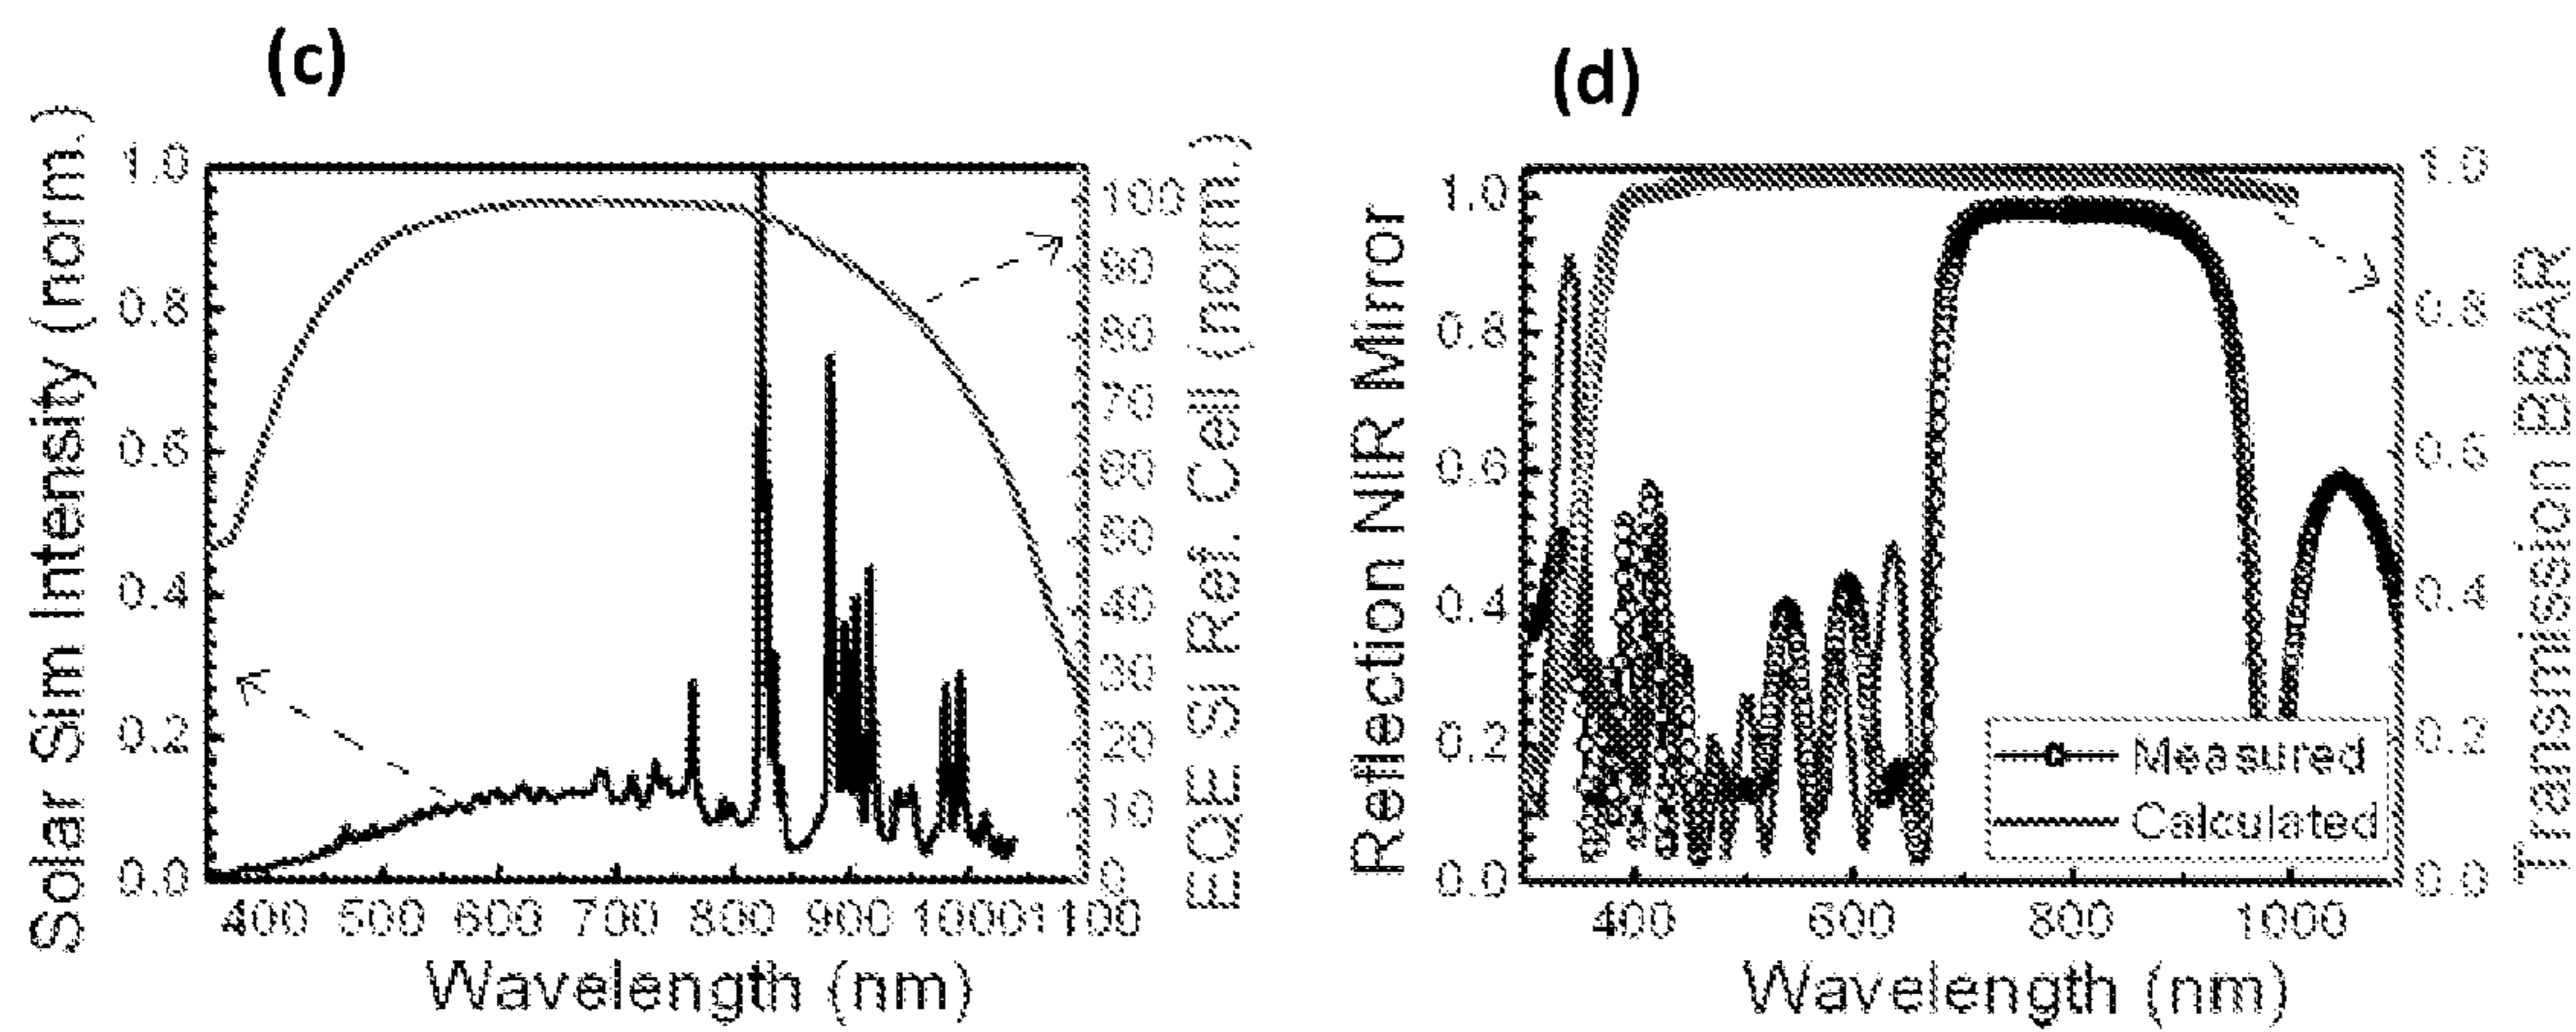 (c)
Solar Sim Intensity (norm.)
1.0
0.8
0.6
0.4
0.2
0.0
400 500 600 700 800 900 1000 1100
Wavelength (nm)
100
90
80
70
60
50
40
30
20
10
0
EQE Si Ref. Cell (norm.)
(d)
Reflection NIR Mirror
1.0
0.8
0.6
0.4
0.2
0.0
400 600 800 1000
Wavelength (nm)
Measured
Calculated
1.0
0.8
0.6
0.4
0.2
0.0
Transmission BBAR